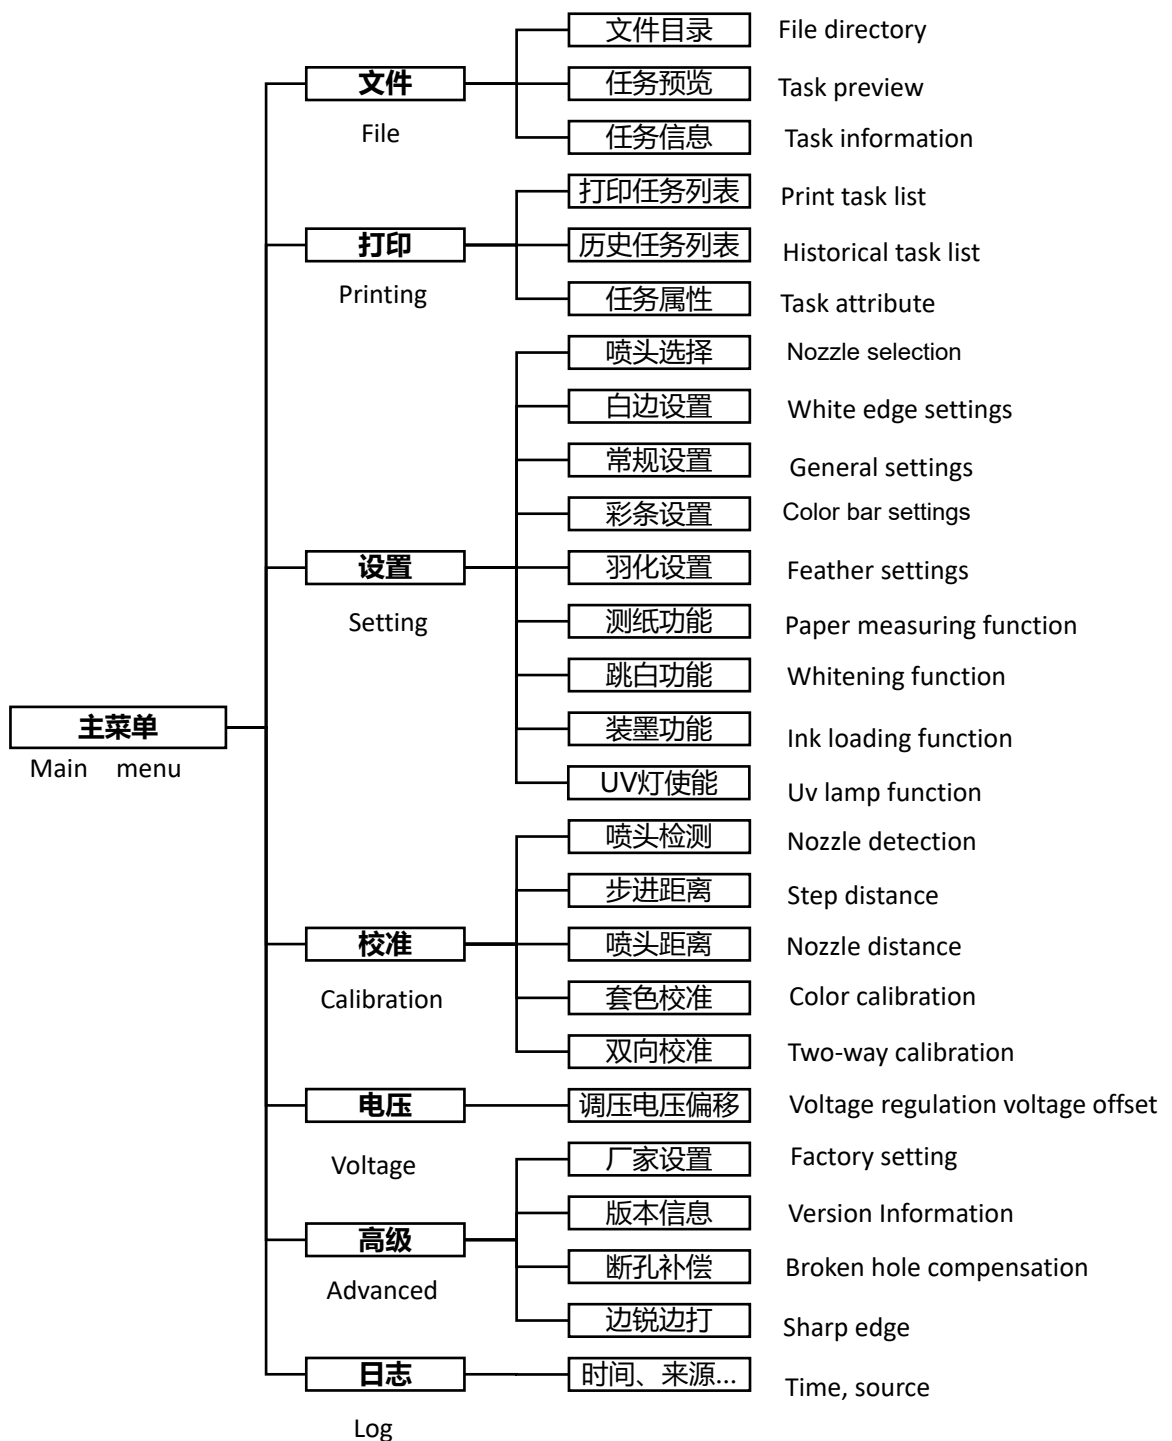 文件目录 File directory
文件
任务预览 Task preview
File
任务信息 Task information
打印任务列表 Print task list
打印
历史任务列表 Historical task list
Printing
任务属性 Task attribute
喷头选择 Nozzle selection
白边设置 White edge settings
常规设置 General settings
彩条设置 Color bar settings
设置
羽化设置 Feather settings
Setting
测纸功能 Paper measuring function
跳白功能 Whitening function
主菜单
装墨功能 Ink loading function
Main menu
UV灯使能 Uv lamp function
喷头检测 Nozzle detection
步进距离 Step distance
校准
喷头距离 Nozzle distance
Calibration
套色校准 Color calibration
双向校准 Two-way calibration
电压
调压电压偏移 Voltage regulation voltage offset
Voltage
厂家设置 Factory setting
版本信息 Version Information
高级
断孔补偿 Broken hole compensation
Advanced
边锐边打 Sharp edge
日志
时间、来源... Time, source
Log